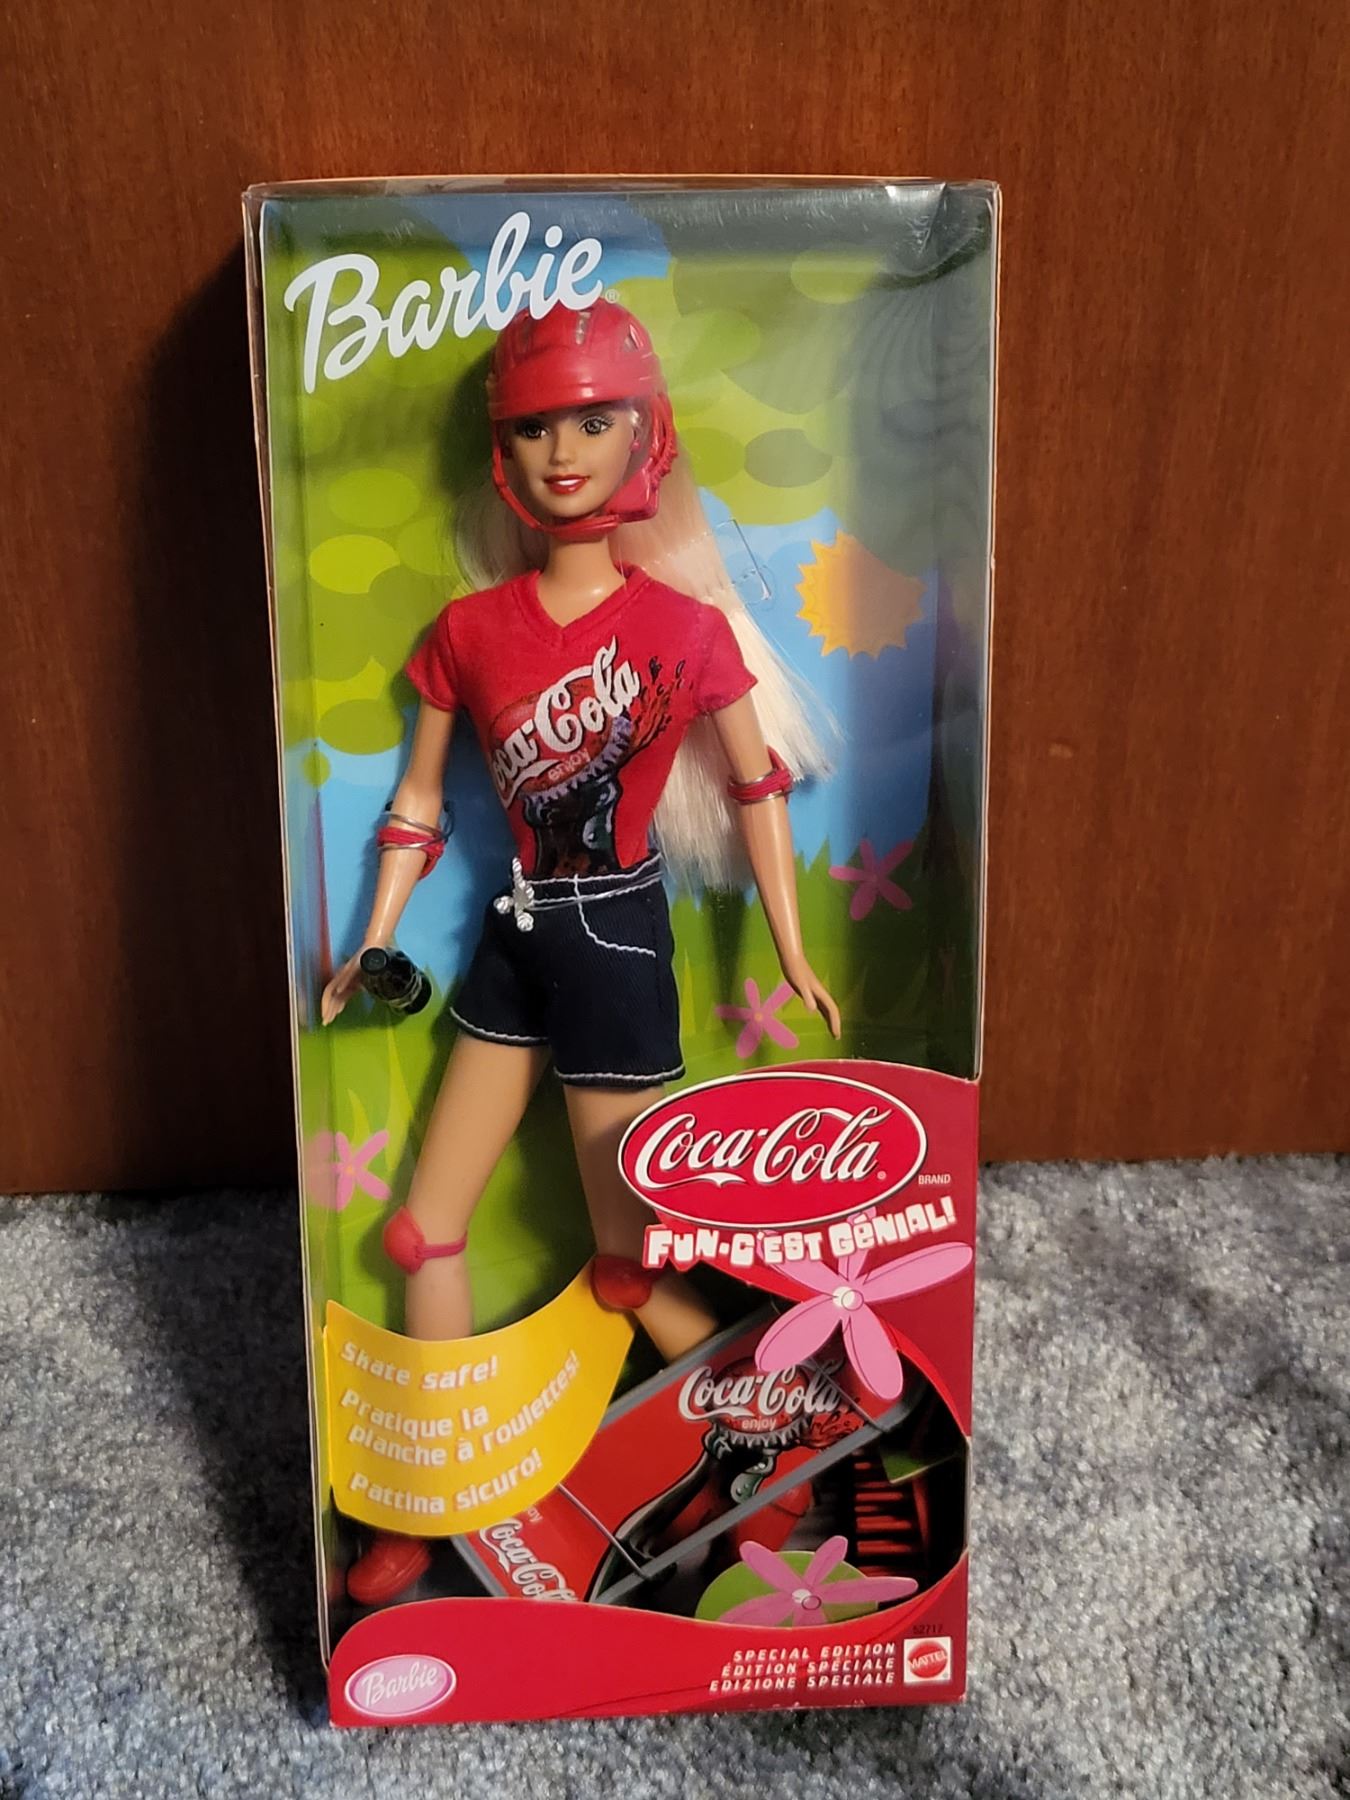 Barbie®
Coca-Cola
enjoy
Coca-Cola®
BRAND
FUN•C'EST GÉNIAL!
Skate safe!
Pratique la
planche à roulettes!
Pattina sicuro!
Coca-Cola
enjoy
Coca-Cola
52717
SPECIAL EDITION
ÉDITION SPÉCIALE
EDIZIONE SPECIALE
MATTEL
Barbie